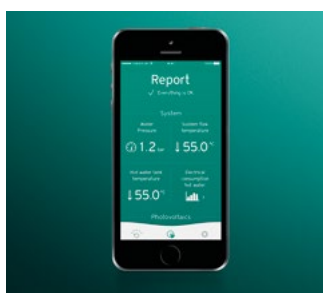 Report
Everything is OK
System
Water
Pressure
System flow
temperature
1.2 bar
55.0 °C
Hot water tank
temperature
Electrical
consumption
hot water
55.0 °C
Photovoltaics